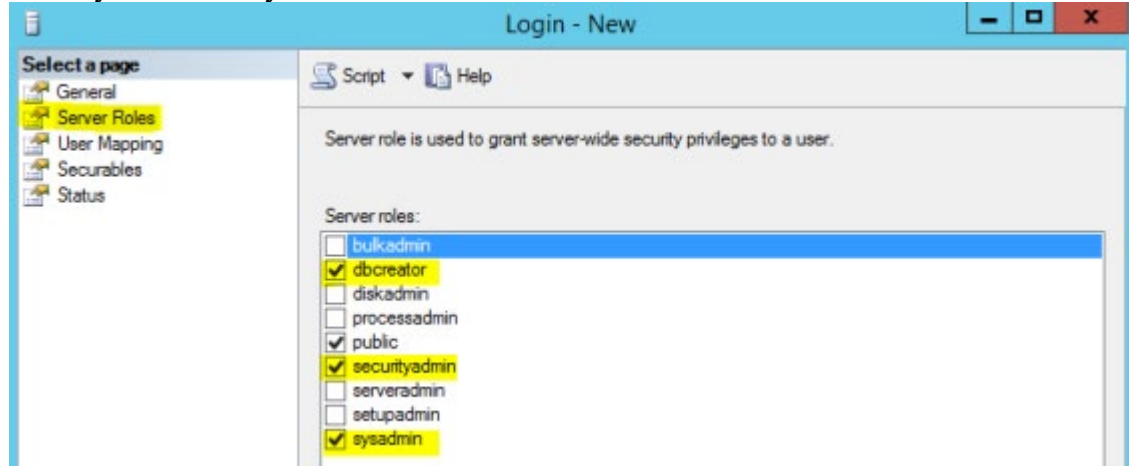 Login - New
Select a page
General
Server Roles
User Mapping
Securables
Status
Script Help
Server role is used to grant server-wide security privileges to a user.
Server roles:
bulkadmin
dbcreator
diskadmin
processadmin
public
securityadmin
serveradmin
setupadmin
sysadmin